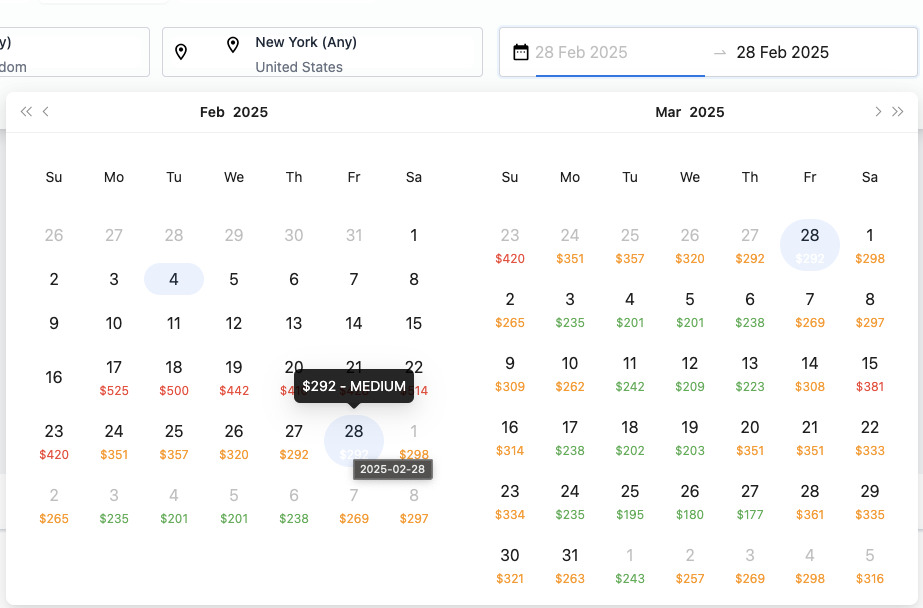 y)
New York (Any)
28 Feb 2025 → 28 Feb 2025
dom
United States
« < Feb 2025
Mar 2025 > »
Su Mo Tu We Th Fr Sa
26 27 28 29 30 31 1
2 3 4 5 6 7 8
9 10 11 12 13 14 15
16 17 18 19 20 21 22
$525 $500 $442
$292 - MEDIUM
23 24 25 26 27 28 1
$420 $351 $357 $320 $292 $292 $298
2025-02-28
2 3 4 5 6 7 8
$265 $235 $201 $201 $238 $269 $297
Su Mo Tu We Th Fr Sa
23 24 25 26 27 28 1
$420 $351 $357 $320 $292 $292 $298
2 3 4 5 6 7 8
$265 $235 $201 $201 $238 $269 $297
9 10 11 12 13 14 15
$309 $262 $242 $209 $223 $308 $381
16 17 18 19 20 21 22
$314 $238 $202 $203 $351 $351 $333
23 24 25 26 27 28 29
$334 $235 $195 $180 $177 $361 $335
30 31 1 2 3 4 5
$321 $263 $243 $257 $269 $298 $316